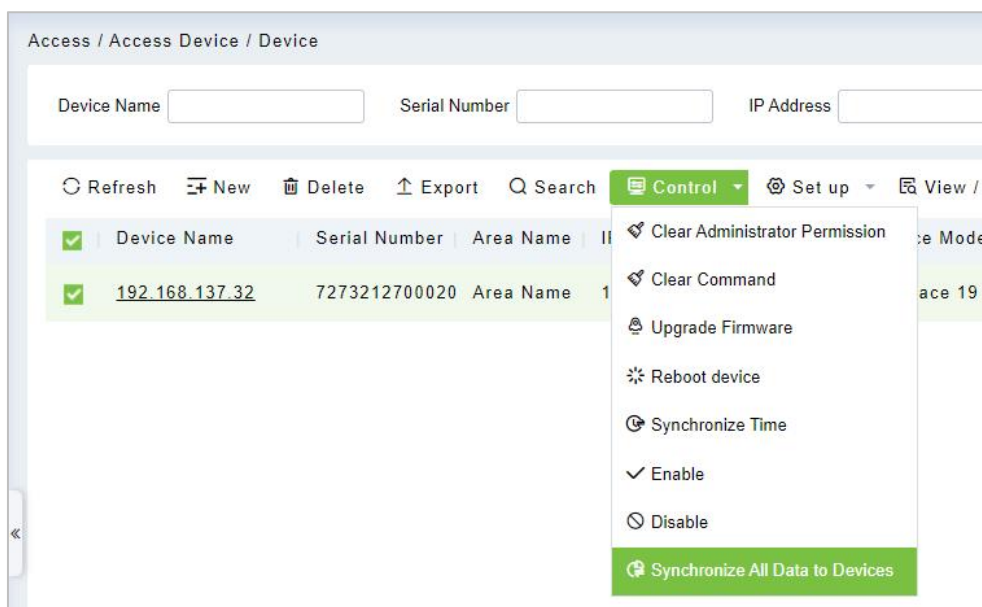 Access / Access Device / Device
Device Name Serial Number IP Address
Refresh New Delete Export Search Control Set up View /
Device Name Serial Number Area Name
192.168.137.32 7273212700020 Area Name 1 ace 19
Clear Administrator Permission
Clear Command
Upgrade Firmware
Reboot device
Synchronize Time
Enable
Disable
Synchronize All Data to Devices